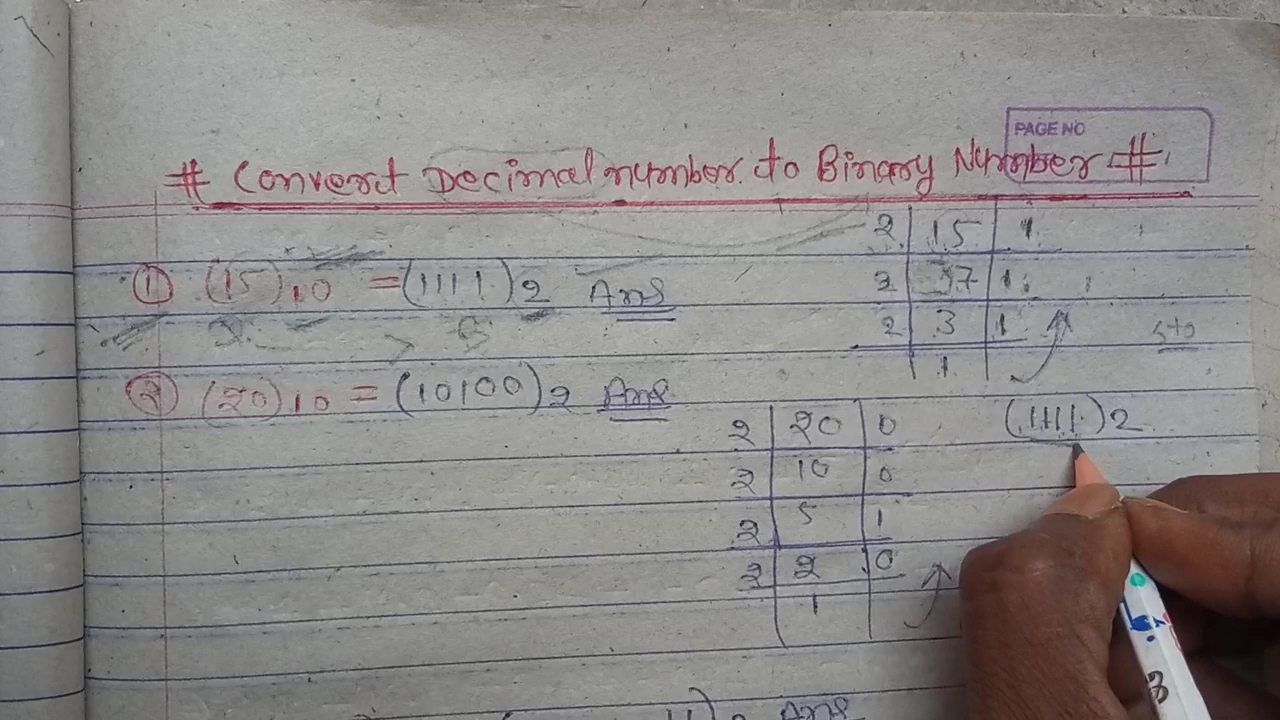 PAGE NO
# Convert Decimal number to Binary Number #
2 15 1
① (15)10 = (1111)2 Ans
2 7 1
2 3 1
1
② (20)10 = (10100)2 Ans
(1111)2
2 20 0
2 10 0
2 5 1
2 2 0
1
Ans